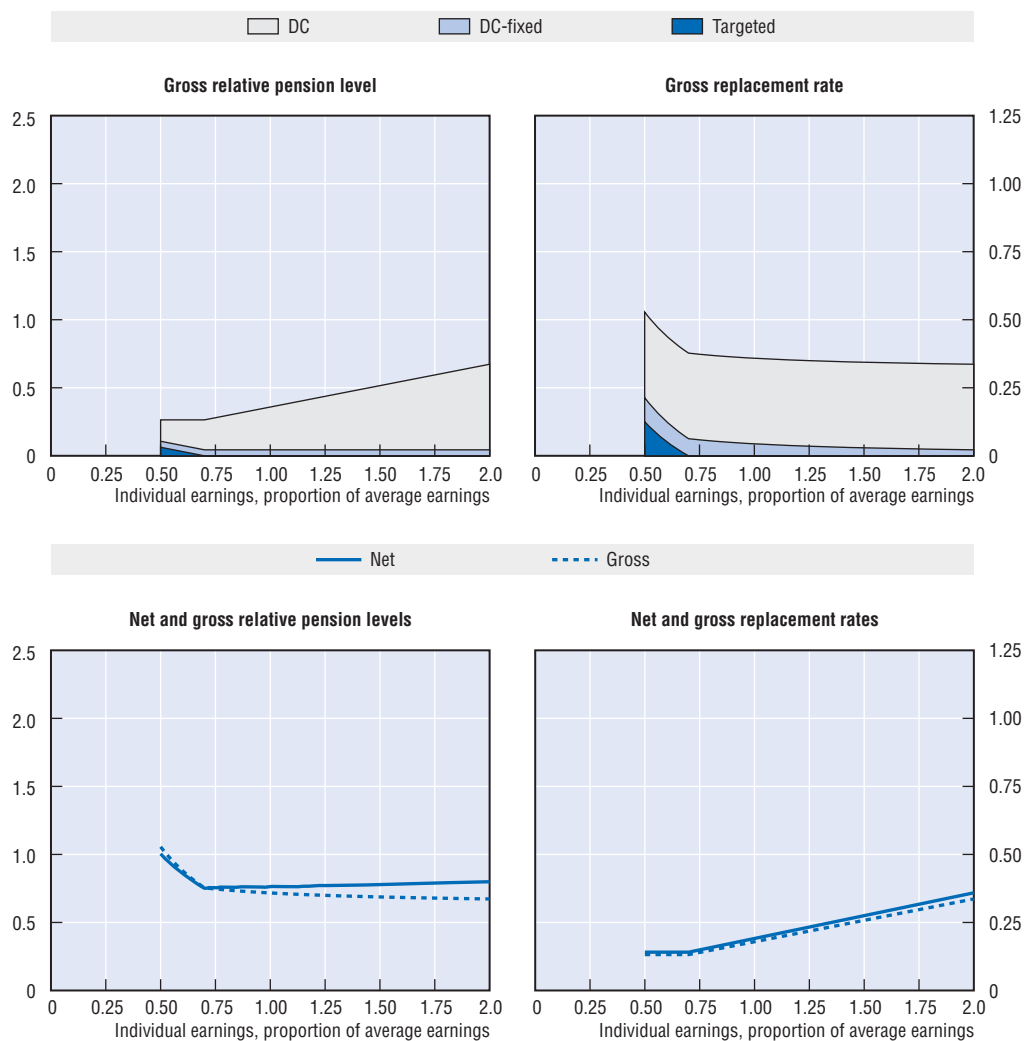 DC DC-fixed Targeted
Gross relative pension level
Gross replacement rate
2.5
2.0
1.5
1.0
0.5
0
0 0.25 0.50 0.75 1.00 1.25 1.50 1.75 2.0
Individual earnings, proportion of average earnings
1.25
1.00
0.75
0.50
0.25
0
0 0.25 0.50 0.75 1.00 1.25 1.50 1.75 2.0
Individual earnings, proportion of average earnings
Net Gross
Net and gross relative pension levels
Net and gross replacement rates
2.5
2.0
1.5
1.0
0.5
0
0 0.25 0.50 0.75 1.00 1.25 1.50 1.75 2.0
Individual earnings, proportion of average earnings
1.25
1.00
0.75
0.50
0.25
0
0 0.25 0.50 0.75 1.00 1.25 1.50 1.75 2.0
Individual earnings, proportion of average earnings